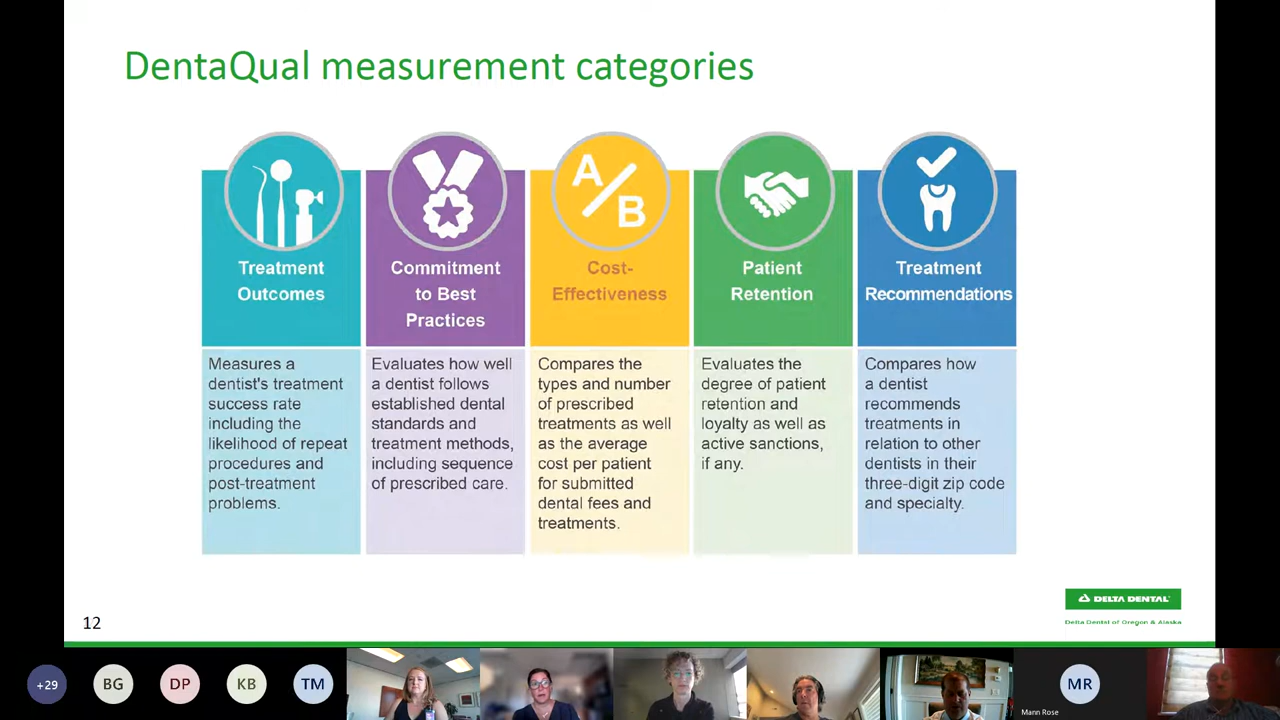 DentaQual measurement categories
A
B
Treatment
Outcomes
Commitment
to Best
Practices
Cost-
Effectiveness
Patient
Retention
Treatment
Recommendations
Measures a
dentist's treatment
success rate
including the
likelihood of repeat
procedures and
post-treatment
problems.
Evaluates how well
a dentist follows
established dental
standards and
treatment methods,
including sequence
of prescribed care.
Compares the
types and number
of prescribed
treatments as well
as the average
cost per patient
for submitted
dental fees and
treatments.
Evaluates the
degree of patient
retention and
loyalty as well as
active sanctions,
if any.
Compares how
a dentist
recommends
treatments in
relation to other
dentists in their
three-digit zip code
and specialty.
DELTA DENTAL
Delta Dental of Oregon & Alaska
12
+29
BG
DP
KB
TM
MR
Mann Rose